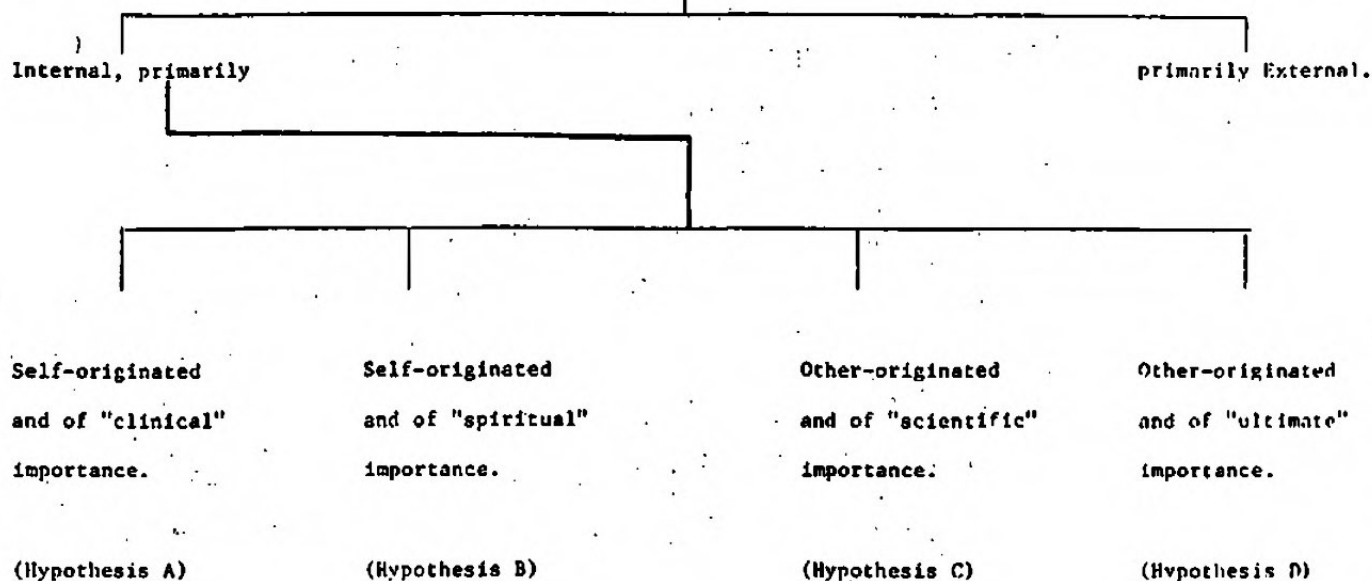 Internal, primarily primarily External.
Self-originated Self-originated Other-originated Other-originated
and of "clinical" and of "spiritual" and of "scientific" and of "ultimate"
importance. importance. importance. importance.
(Hypothesis A) (Hypothesis B) (Hypothesis C) (Hypothesis D)